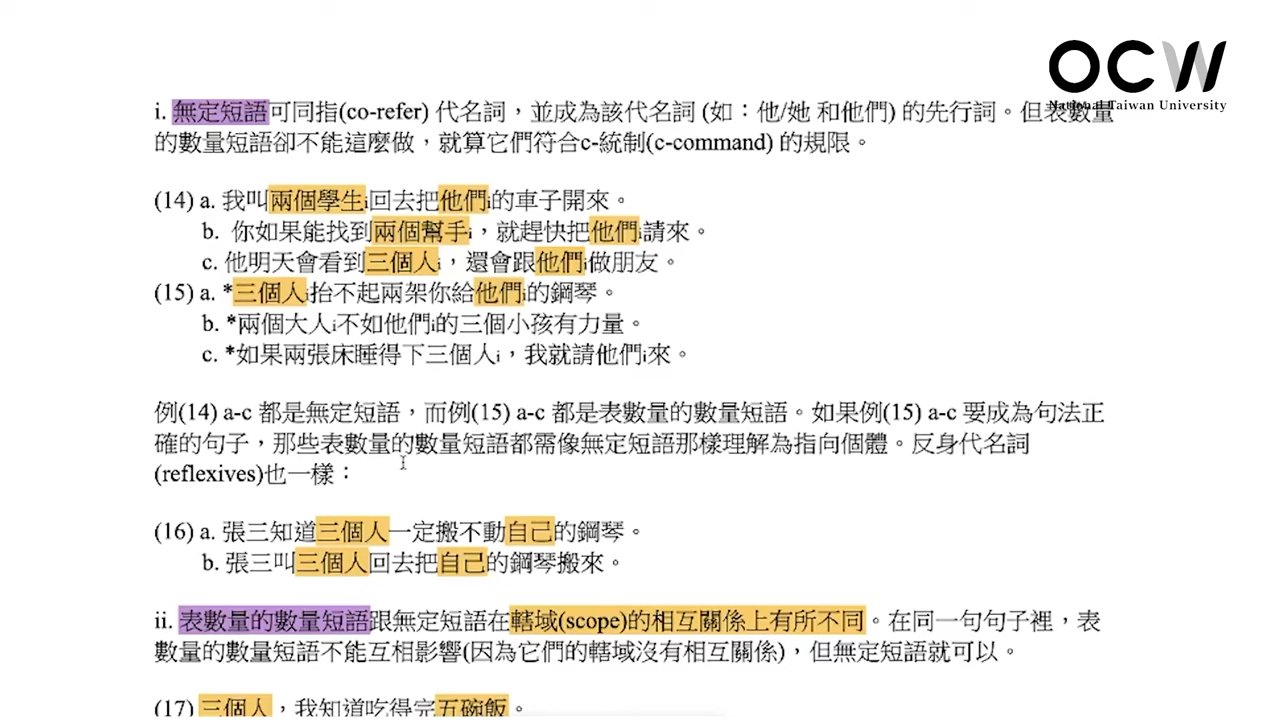 OCW
National Taiwan University
i. 無定短語可同指(co-refer) 代名詞，並成為該代名詞 (如：他/她 和他們) 的先行詞。但表數量
的數量短語卻不能這麼做，就算它們符合c-統制(c-command) 的規限。
(14) a. 我叫兩個學生i回去把他們i的車子開來。
b. 你如果能找到兩個幫手i，就趕快把他們i請來。
c. 他明天會看到三個人i，還會跟他們i做朋友。
(15) a. *三個人i抬不起兩架你給他們i的鋼琴。
b. *兩個大人i不如他們i的三個小孩有力量。
c. *如果兩張床睡得下三個人i，我就請他們i來。
例(14) a-c 都是無定短語，而例(15) a-c 都是表數量的數量短語。如果例(15) a-c 要成為句法正
確的句子，那些表數量的數量短語都需像無定短語那樣理解為指向個體。反身代名詞
(reflexives)也一樣：
(16) a. 張三知道三個人一定搬不動自己的鋼琴。
b. 張三叫三個人回去把自己的鋼琴搬來。
ii. 表數量的數量短語跟無定短語在轄域(scope)的相互關係上有所不同。在同一句句子裡，表
數量的數量短語不能互相影響(因為它們的轄域沒有相互關係)，但無定短語就可以。
(17) 三個人，我知道吃得完五碗飯。